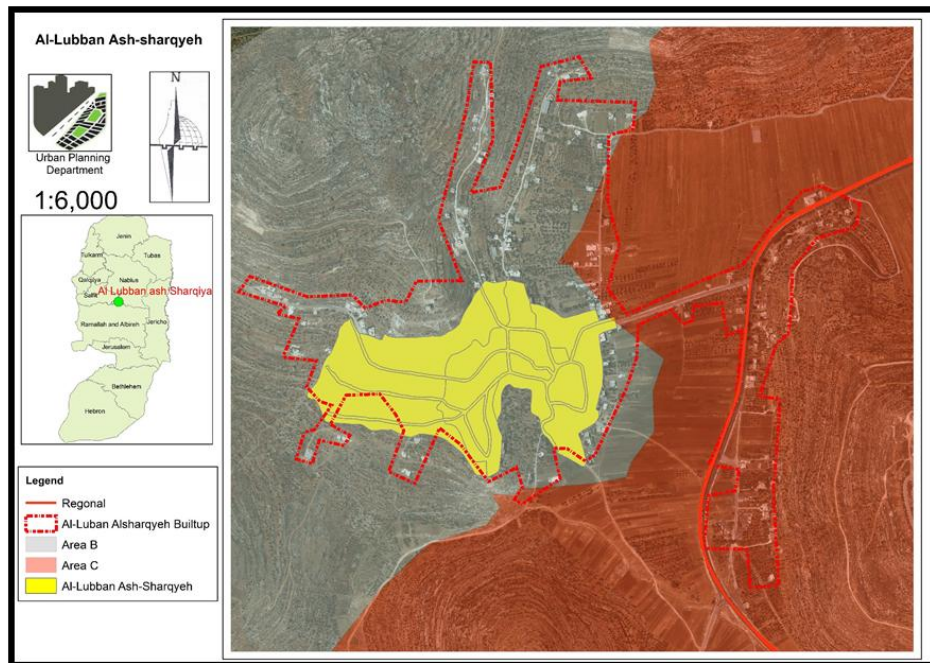 Al-Lubban Ash-sharqyeh
N
Urban Planning
Department
1:6,000
Jenin
Tulkarm
Tubas
Qalqiliya
Nablus
Salfit
Al Lubban ash Sharqiya
Ramallah and Albireh
Jericho
Jerusalem
Bethlehem
Hebron
Legend
Regonal
Al-Luban Alsharqyeh Builtup
Area B
Area C
Al-Lubban Ash-Sharqyeh